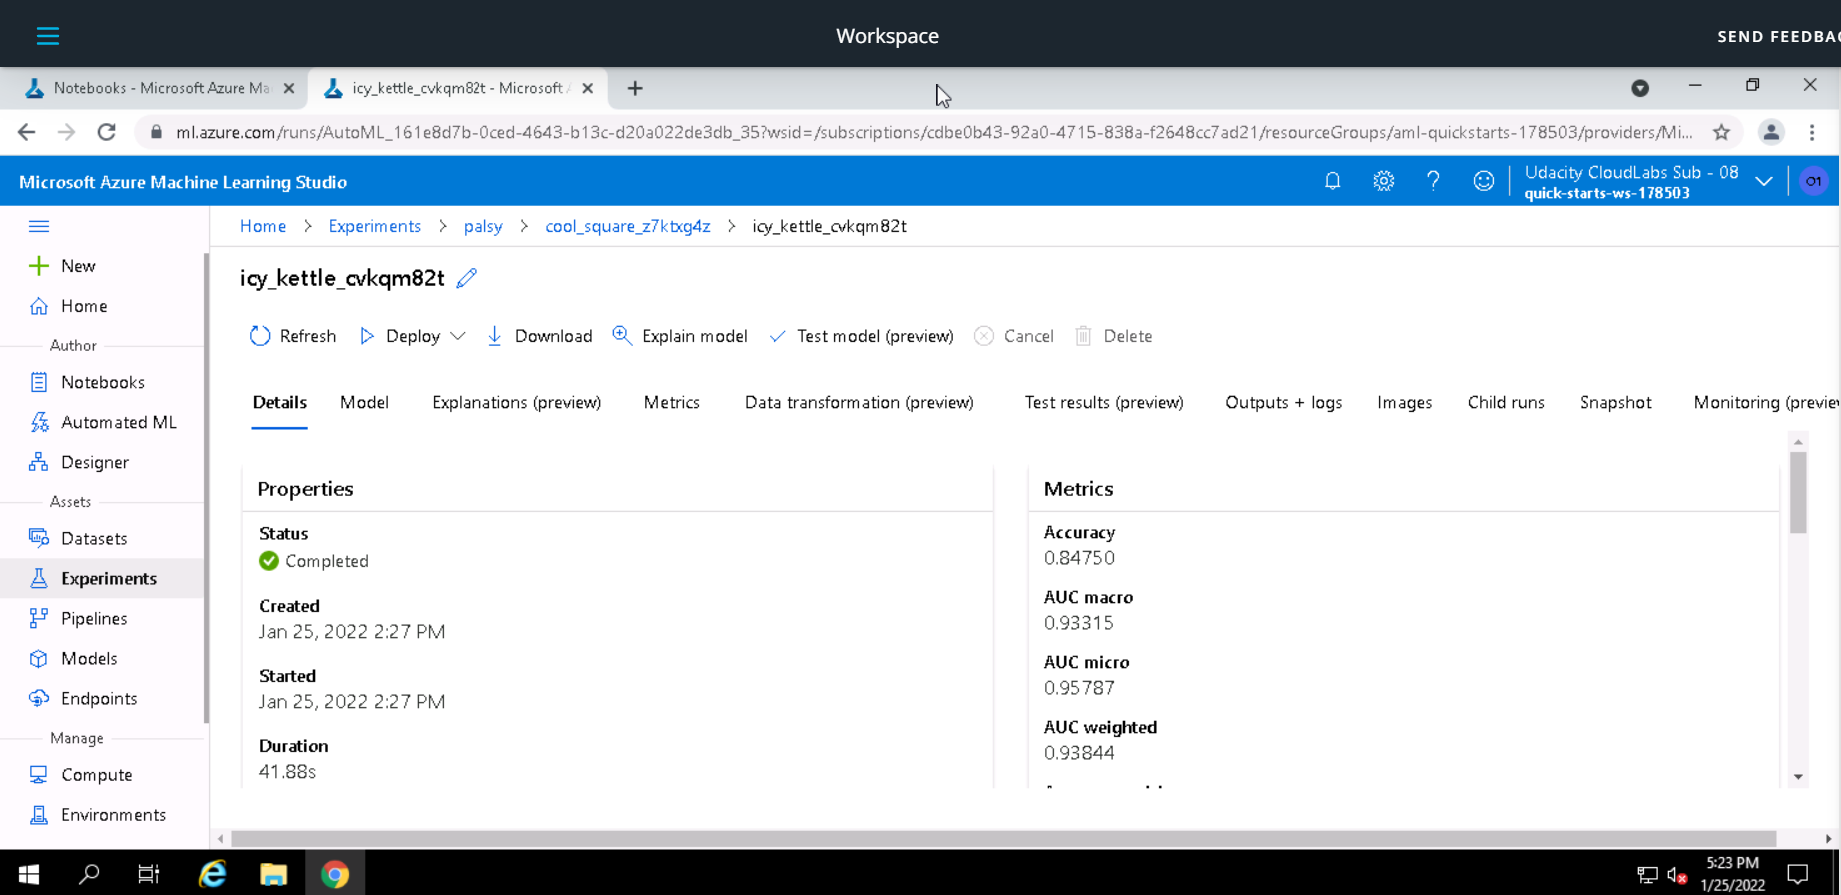 Workspace
SEND FEEDBAC
Notebooks - Microsoft Azure Ma
icy_kettle_cvkqm82t - Microsoft A
ml.azure.com/runs/AutoML_161e8d7b-0ced-4643-b13c-d20a022de3db_35?wsid=/subscriptions/cdbe0b43-92a0-4715-838a-f2648cc7ad21/resourceGroups/aml-quickstarts-178503/providers/Mi...
Microsoft Azure Machine Learning Studio
Udacity CloudLabs Sub - 08
quick-starts-ws-178503
O1
Home > Experiments > palsy > cool_square_z7ktxg4z > icy_kettle_cvkqm82t
New
Home
Author
Notebooks
Automated ML
Designer
Assets
Datasets
Experiments
Pipelines
Models
Endpoints
Manage
Compute
Environments
icy_kettle_cvkqm82t
Refresh Deploy Download Explain model Test model (preview) Cancel Delete
Details Model Explanations (preview) Metrics Data transformation (preview) Test results (preview) Outputs + logs Images Child runs Snapshot Monitoring (previe
Properties
Status
Completed
Created
Jan 25, 2022 2:27 PM
Started
Jan 25, 2022 2:27 PM
Duration
41.88s
Metrics
Accuracy
0.84750
AUC macro
0.93315
AUC micro
0.95787
AUC weighted
0.93844
5:23 PM
1/25/2022